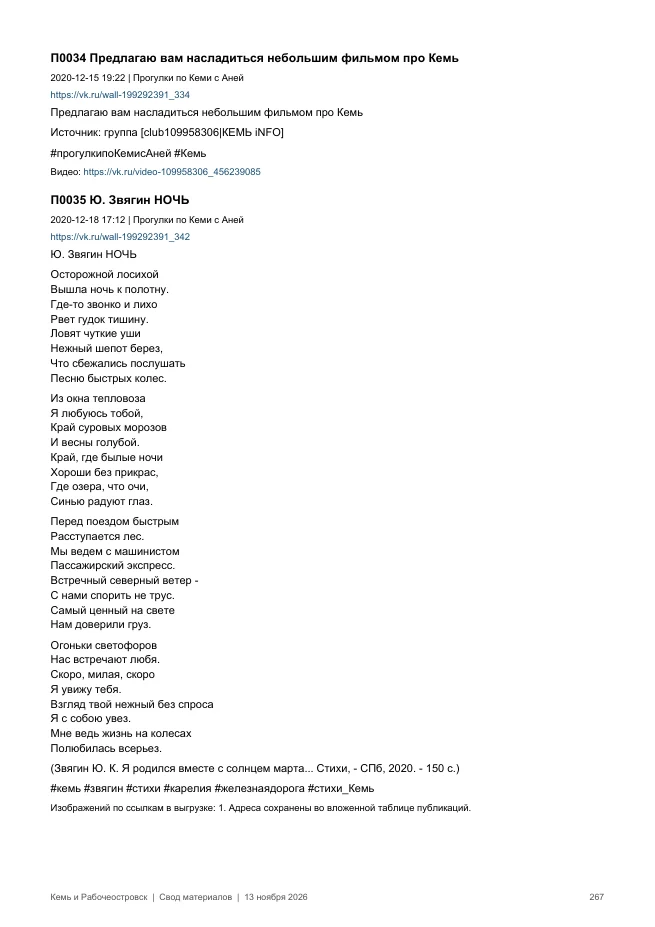 П0034 Предлагаю вам насладиться небольшим фильмом про Кемь
2020-12-15 19:22 | Прогулки по Кеми с Аней
https://vk.ru/wall-199292391_334
Предлагаю вам насладиться небольшим фильмом про Кемь
Источник: группа [club109958306|КЕМЬ iNFO]
#прогулкипоКемисАней #Кемь
Видео: https://vk.ru/video-109958306_456239085
П0035 Ю. Звягин НОЧЬ
2020-12-18 17:12 | Прогулки по Кеми с Аней
https://vk.ru/wall-199292391_342
Ю. Звягин НОЧЬ
Осторожной лосихой
Вышла ночь к полотну.
Где-то звонко и лихо
Рвет гудок тишину.
Ловят чуткие уши
Нежный шепот берез,
Что сбежались послушать
Песню быстрых колес.
Из окна тепловоза
Я любуюсь тобой,
Край суровых морозов
И весны голубой.
Край, где былые ночи
Хороши без прикрас,
Где озера, что очи,
Синью радуют глаз.
Перед поездом быстрым
Расступается лес.
Мы ведем с машинистом
Пассажирский экспресс.
Встречный северный ветер -
С нами спорить не трус.
Самый ценный на свете
Нам доверили груз.
Огоньки светофоров
Нас встречают любя.
Скоро, милая, скоро
Я увижу тебя.
Взгляд твой нежный без спроса
Я с собою увез.
Мне ведь жизнь на колесах
Полюбилась всерьез.
(Звягин Ю. К. Я родился вместе с солнцем марта... Стихи, - СПб, 2020. - 150 с.)
#кемь #звягин #стихи #карелия #железнаядорога #стихи_Кемь
Изображений по ссылкам в выгрузке: 1. Адреса сохранены во вложенной таблице публикаций.
Кемь и Рабочеостровск | Свод материалов | 13 ноября 2026
267